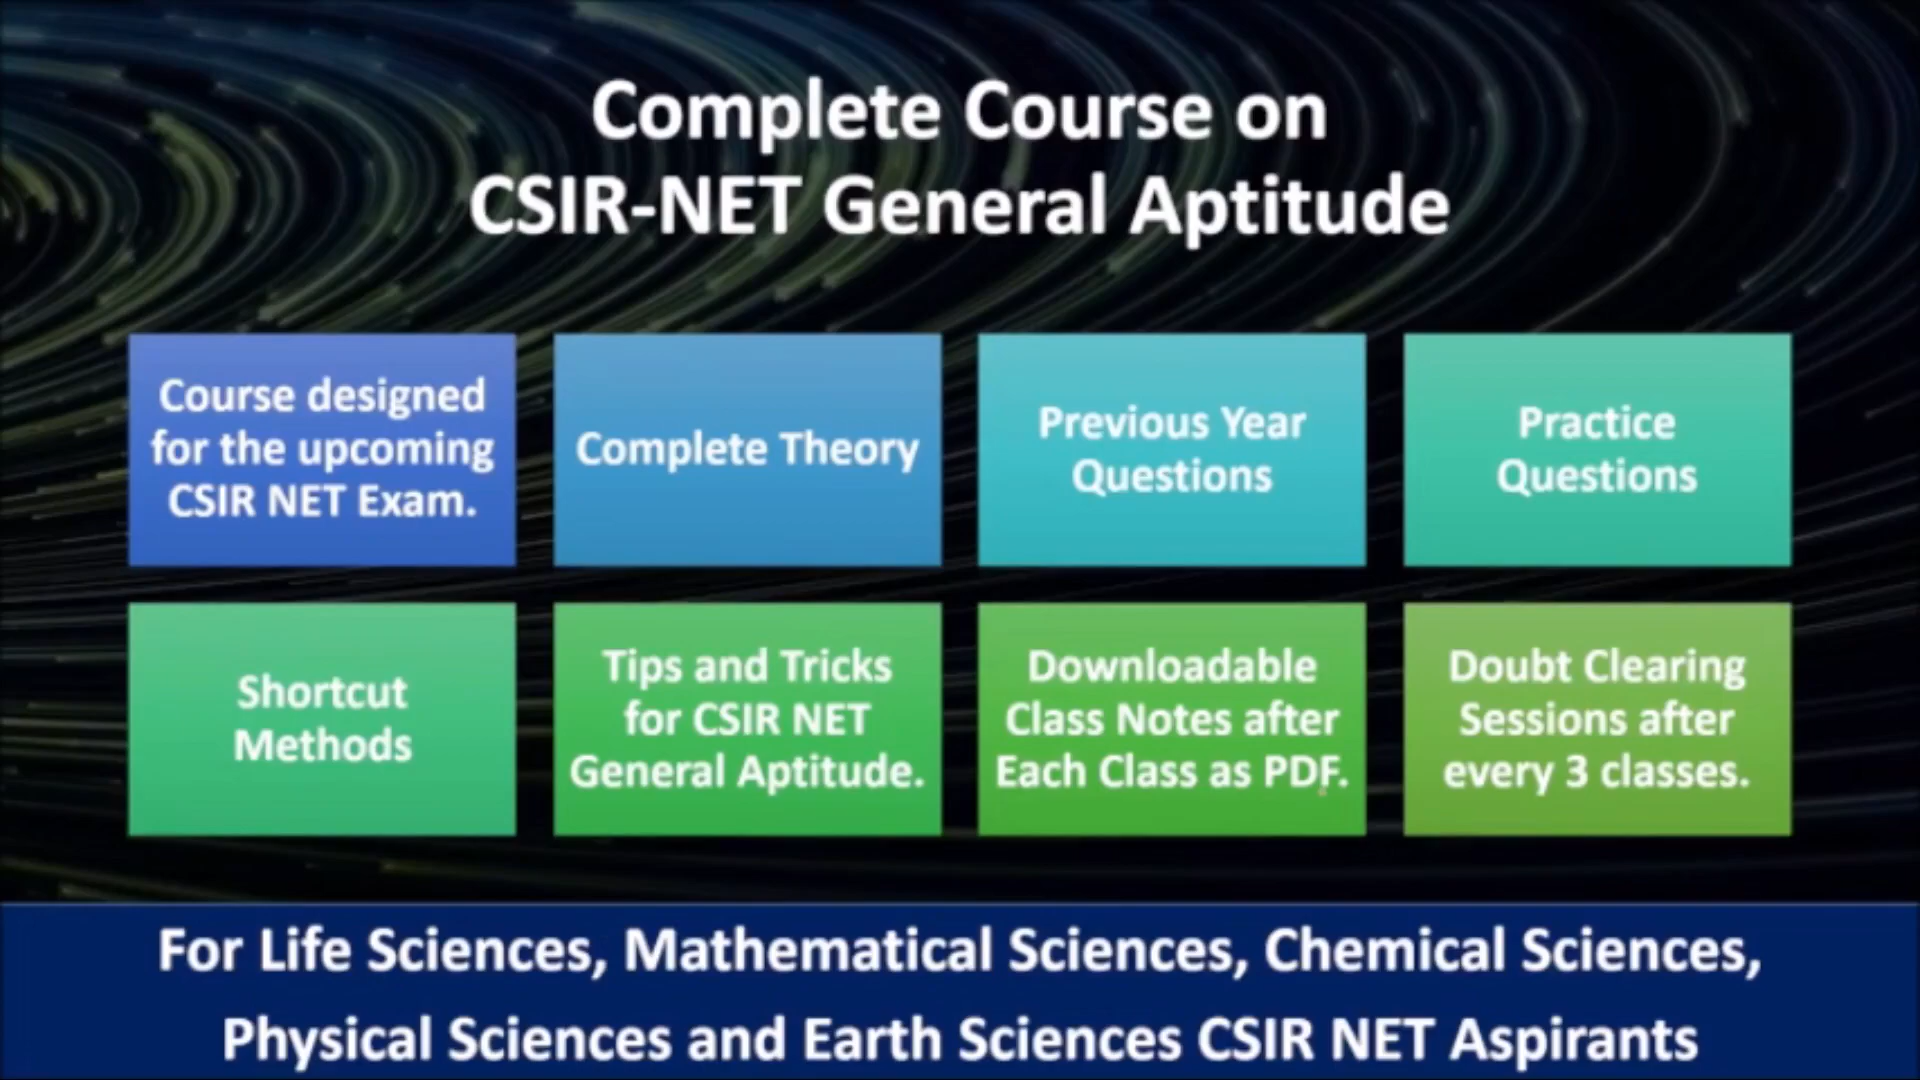 Complete Course on
CSIR-NET General Aptitude
Course designed
for the upcoming
CSIR NET Exam.
Complete Theory
Previous Year
Questions
Practice
Questions
Shortcut
Methods
Tips and Tricks
for CSIR NET
General Aptitude.
Downloadable
Class Notes after
Each Class as PDF.
Doubt Clearing
Sessions after
every 3 classes.
For Life Sciences, Mathematical Sciences, Chemical Sciences,
Physical Sciences and Earth Sciences CSIR NET Aspirants